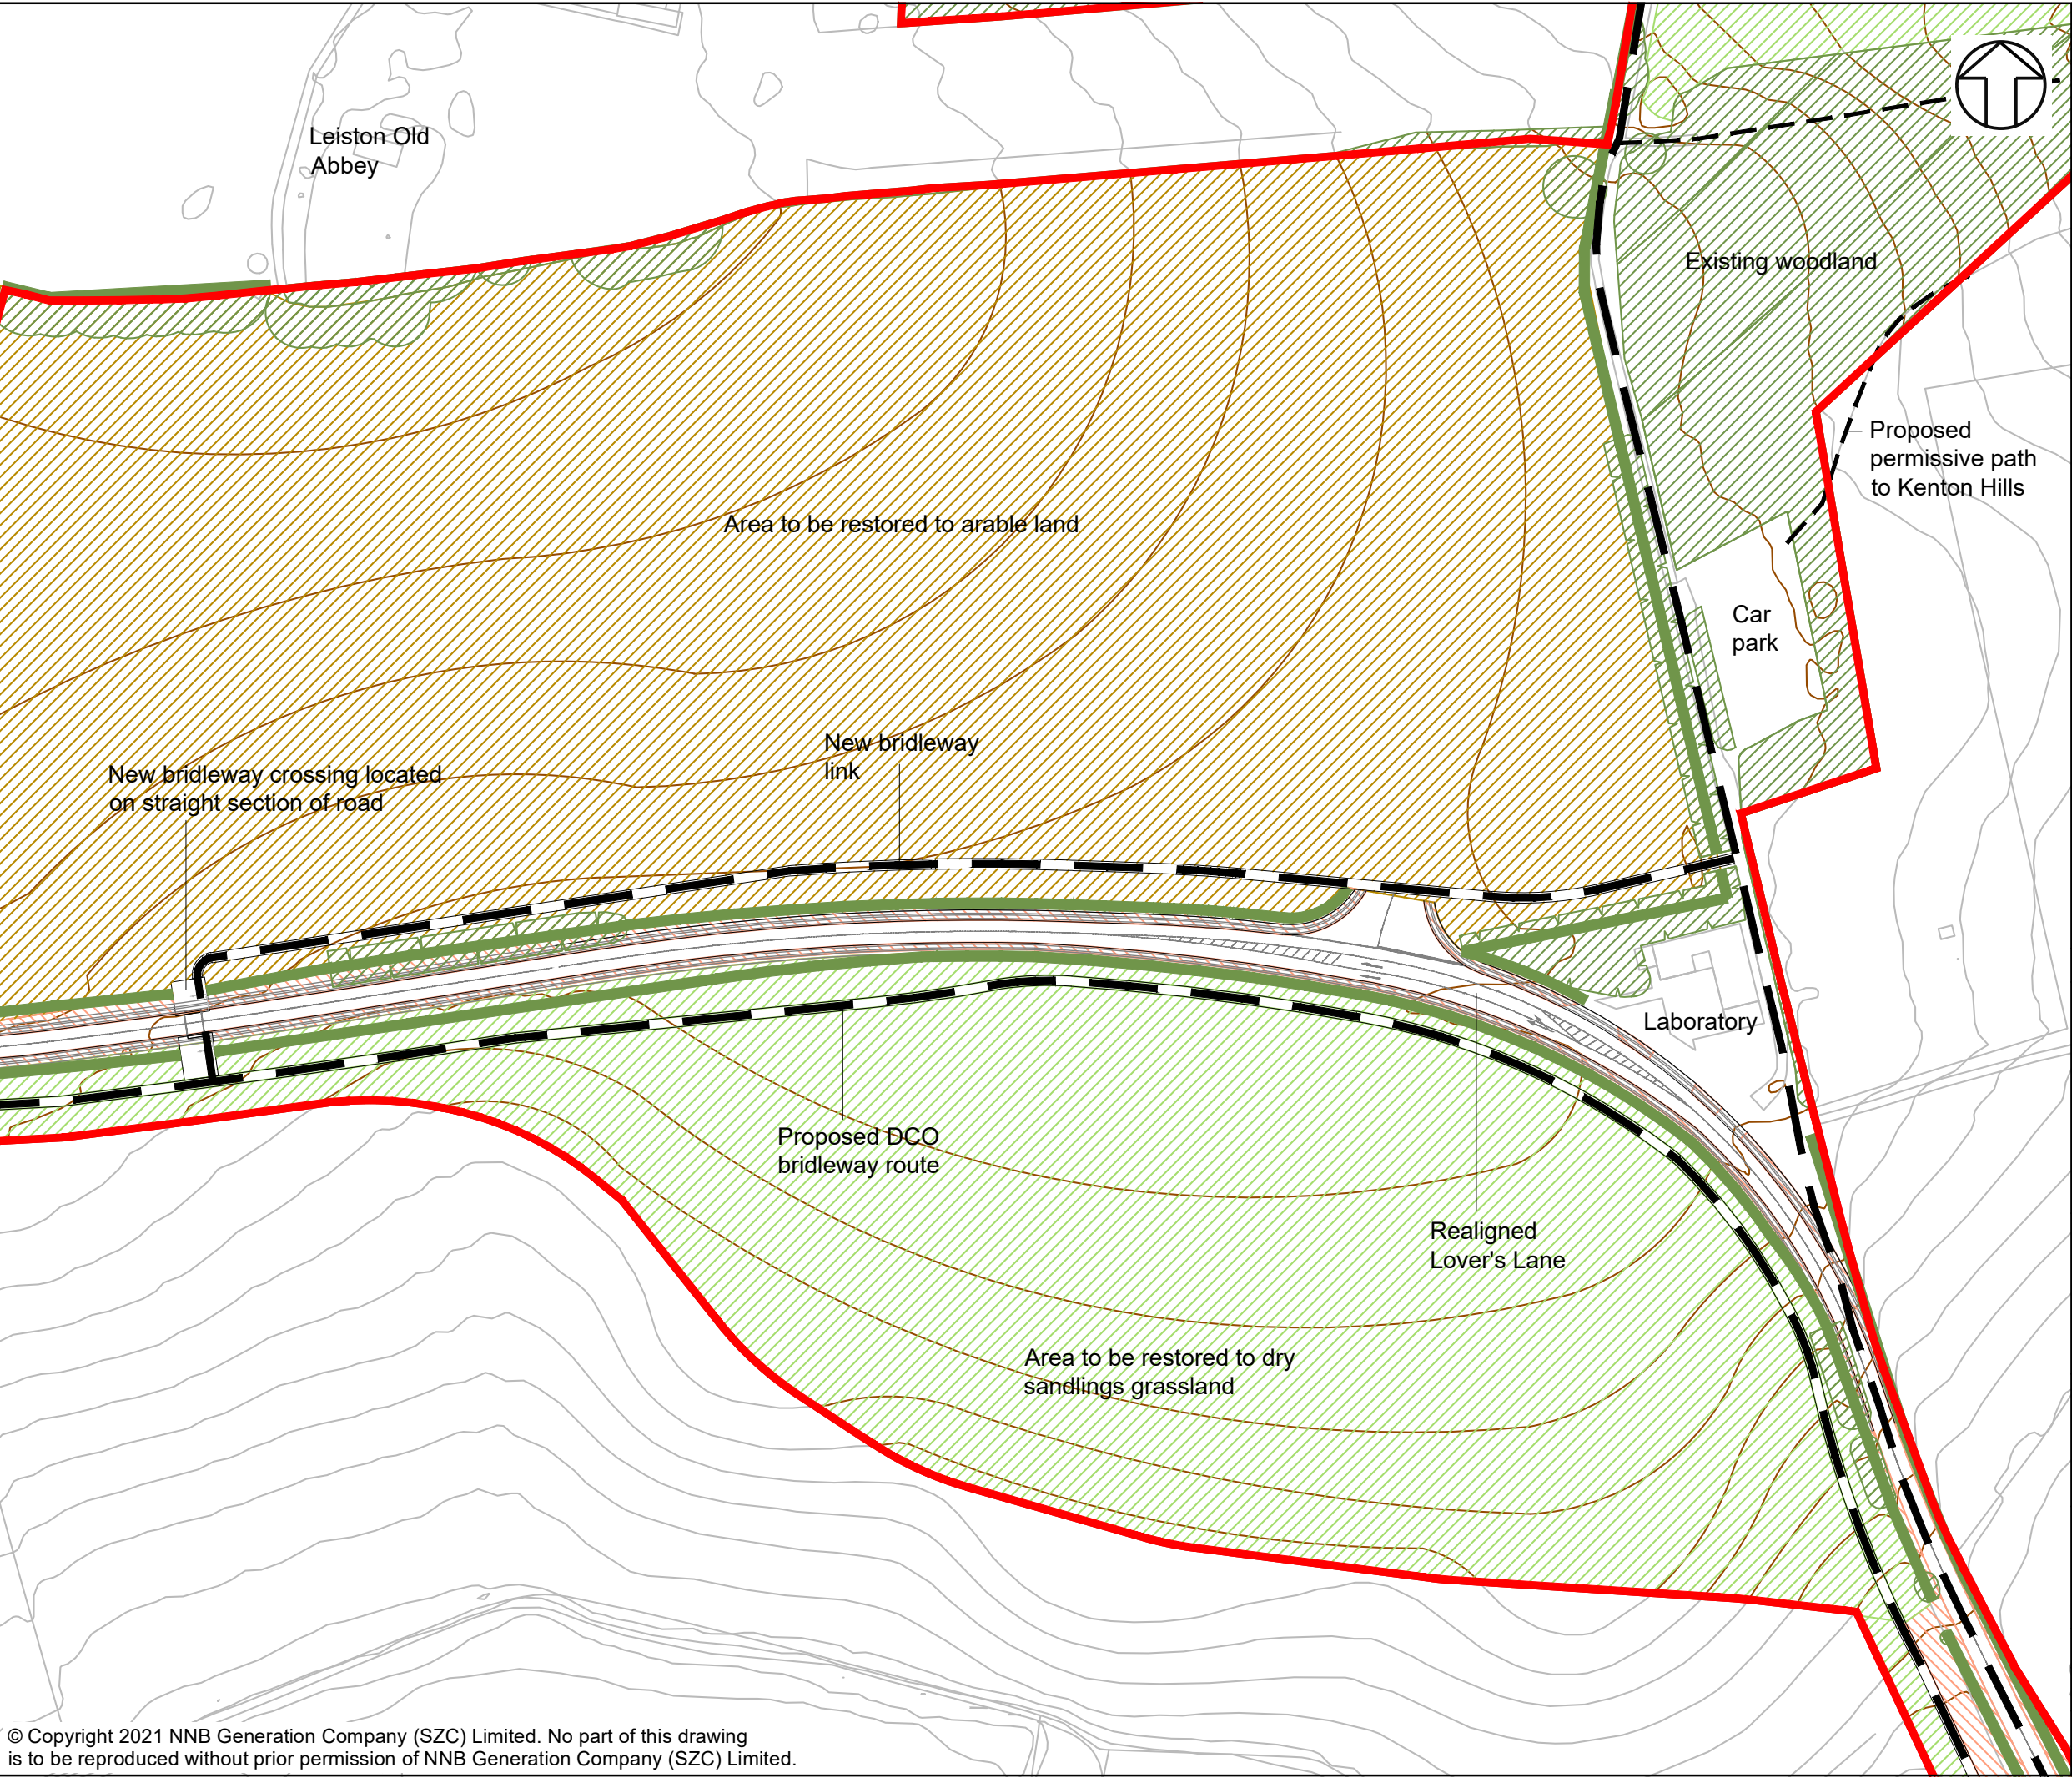 Leiston Old
Abbey
Existing woodland
Proposed
permissive path
to Kenton Hills
Area to be restored to arable land
Car
park
New bridleway
link
New bridleway crossing located
on straight section of road
Laboratory
Proposed DCO
bridleway route
Realigned
Lover's Lane
Area to be restored to dry
sandlings grassland
© Copyright 2021 NNB Generation Company (SZC) Limited. No part of this drawing
is to be reproduced without prior permission of NNB Generation Company (SZC) Limited.